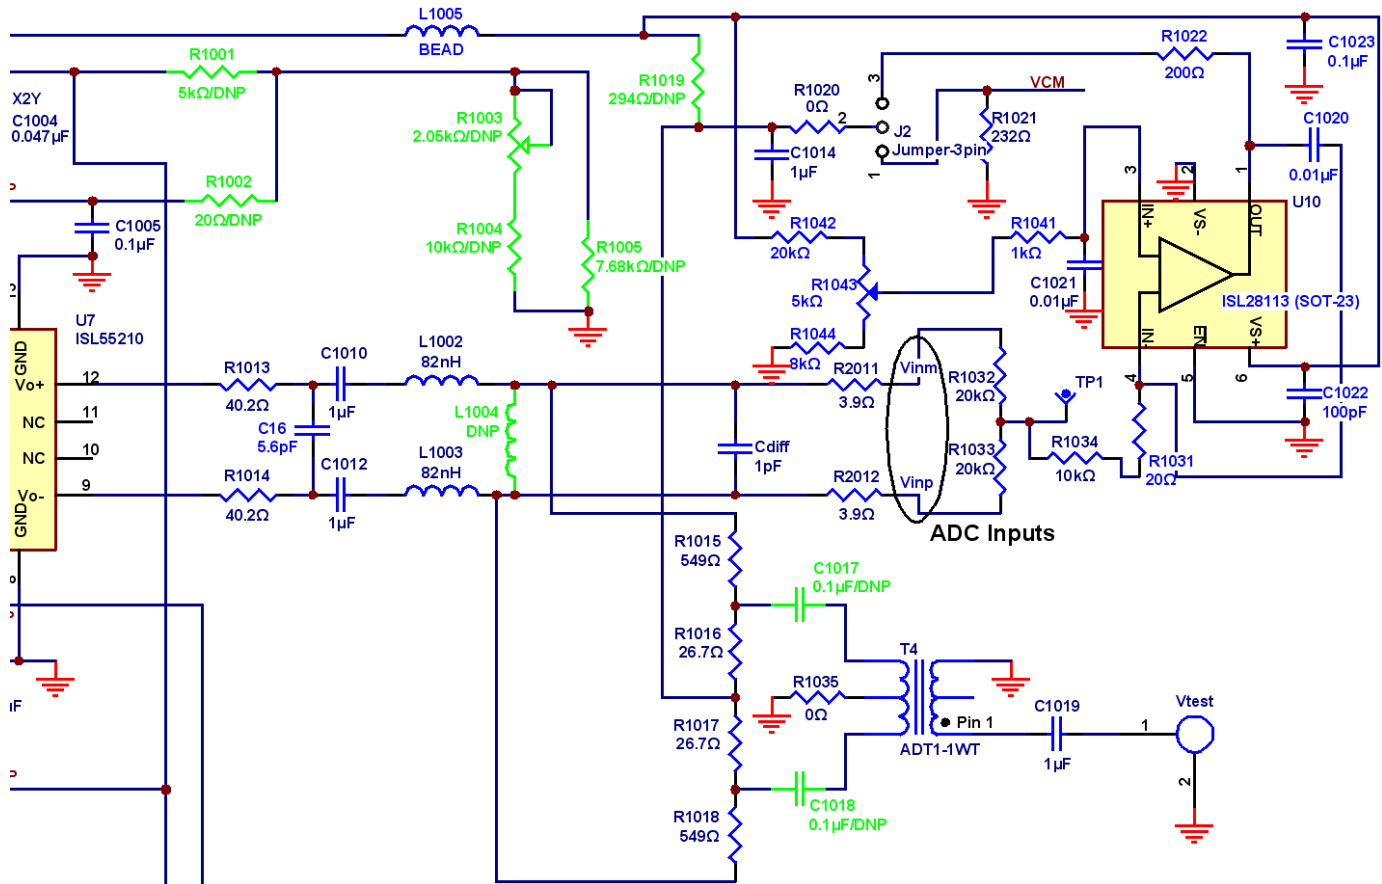 L1005
BEAD
R1001
5kΩ/DNP
X2Y
C1004
0.047µF
R1002
20Ω/DNP
C1005
0.1µF
R1003
2.05kΩ/DNP
R1004
10kΩ/DNP
R1005
7.68kΩ/DNP
R1019
294Ω/DNP
R1020
0Ω
2
3
J2
Jumper-3pin
1
C1014
1µF
VCM
R1021
232Ω
R1022
200Ω
C1023
0.1µF
C1020
0.01µF
R1042
20kΩ
R1043
5kΩ
R1044
8kΩ
R1041
1kΩ
C1021
0.01µF
3
2
1
U10
IN+
VS-
OUT
ISL28113 (SOT-23)
IN-
EN
VS+
4
5
6
C1022
100pF
U7
ISL55210
GND
Vo+
NC
NC
Vo-
GND
12
11
10
9
R1013
40.2Ω
C1010
1µF
L1002
82nH
C16
5.6pF
L1004
DNP
R1014
40.2Ω
C1012
1µF
L1003
82nH
Cdiff
1pF
R2011
3.9Ω
Vinm
R2012
3.9Ω
Vinp
R1032
20kΩ
R1033
20kΩ
TP1
R1034
10kΩ
R1031
20Ω
ADC Inputs
R1015
549Ω
C1017
0.1µF/DNP
R1016
26.7Ω
R1035
0Ω
T4
R1017
26.7Ω
Pin 1
ADT1-1WT
C1018
0.1µF/DNP
R1018
549Ω
C1019
1µF
Vtest
1
2